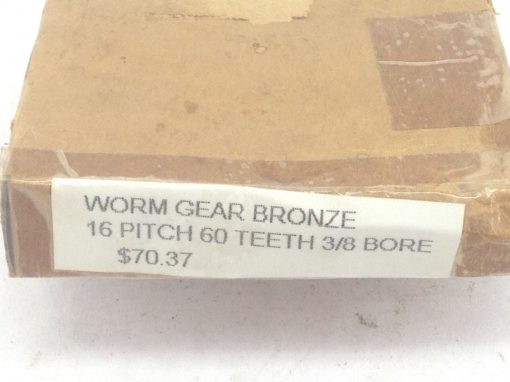 WORM GEAR BRONZE
16 PITCH 60 TEETH 3/8 BORE
$70.37